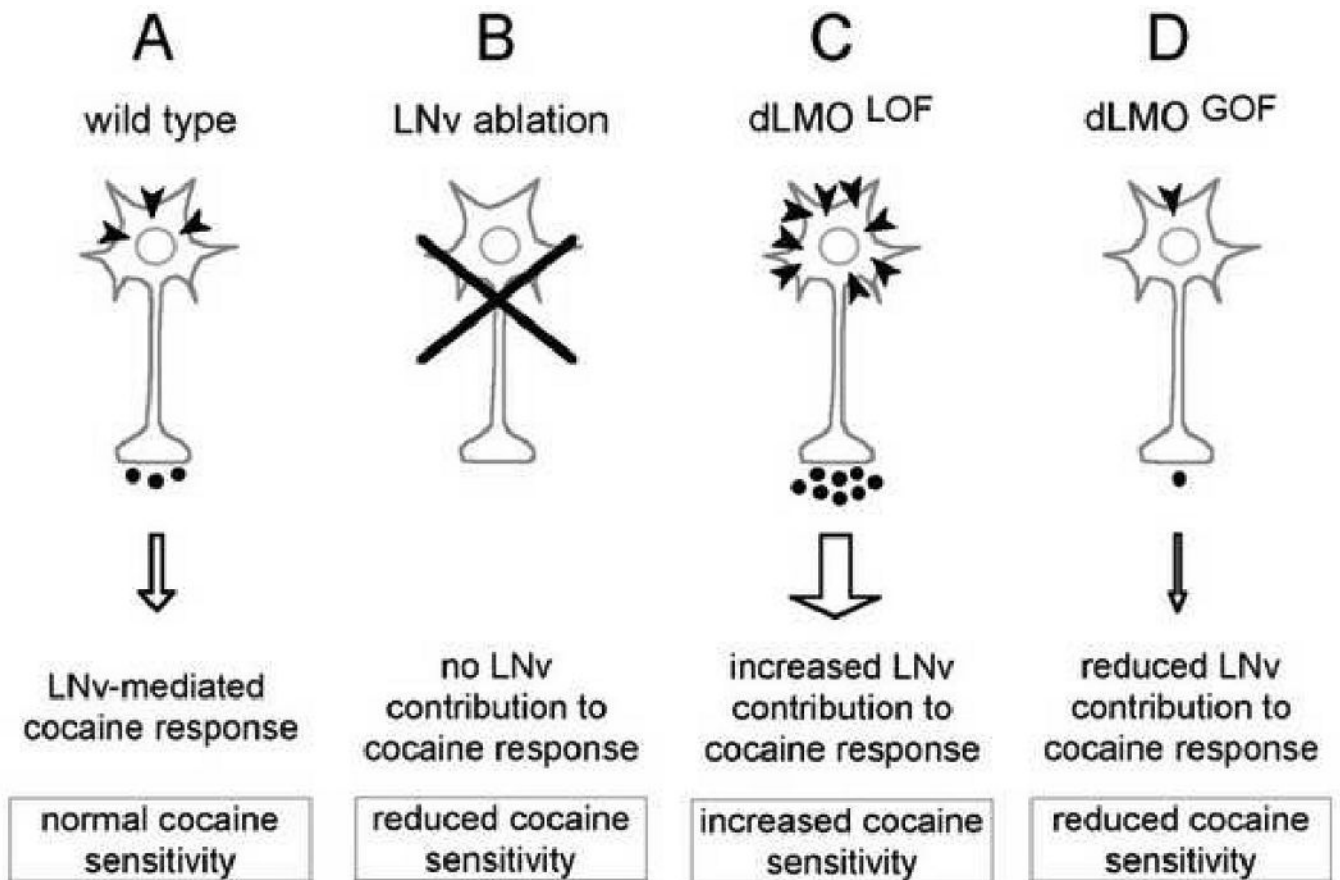 A
wild type
LNv-mediated
cocaine response
normal cocaine
sensitivity
B
LNv ablation
no LNv
contribution to
cocaine response
reduced cocaine
sensitivity
C
dLMO LOF
increased LNv
contribution to
cocaine response
increased cocaine
sensitivity
D
dLMO GOF
reduced LNv
contribution to
cocaine response
reduced cocaine
sensitivity